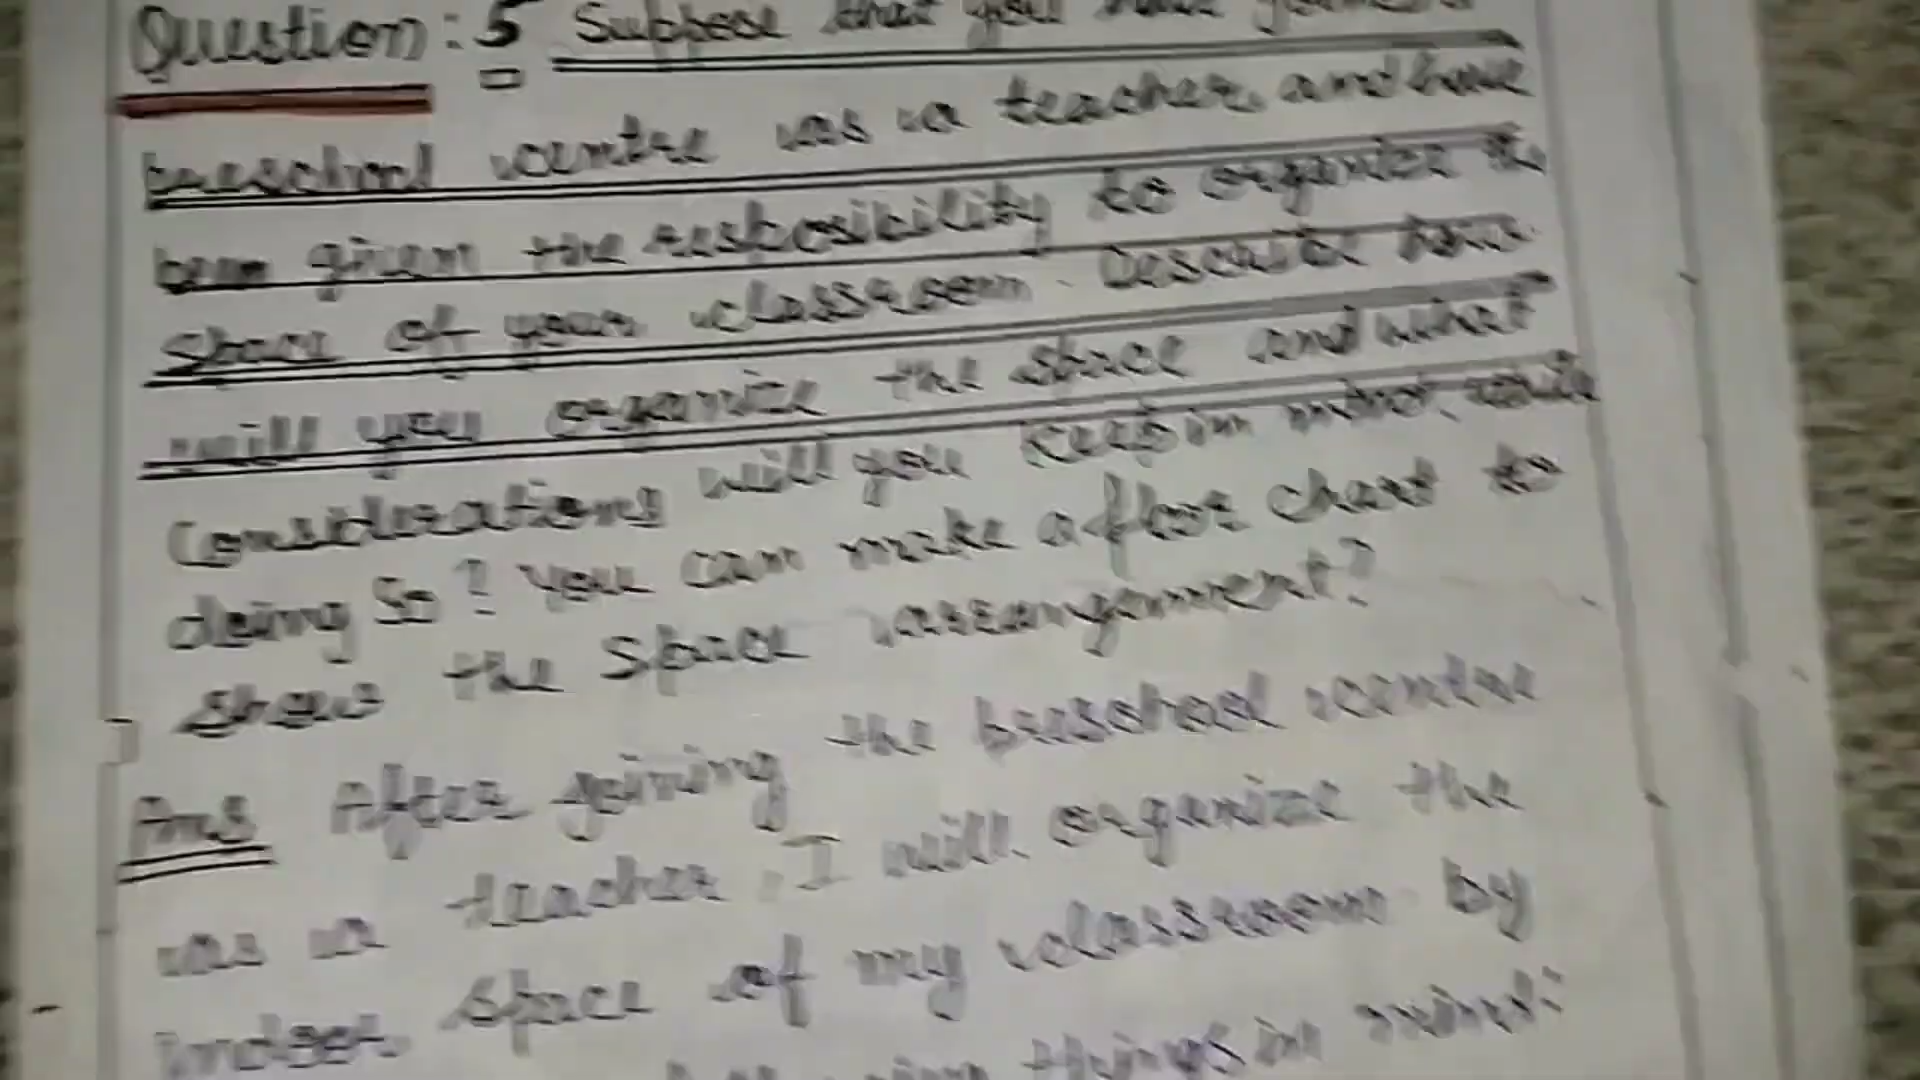 Question: 5 Suppose that you have joined a
preschool centre as a teacher and have
been given the resposibility to organize the
space of your classroom. Describe how
will you organize the space and what
Considerations will you keep in mind while
doing so? You can make a floor chart to
show the space arrangement?
Ans After joining the preschool centre
as a teacher, I will organize the
indoor space of my classroom by
things in mind: